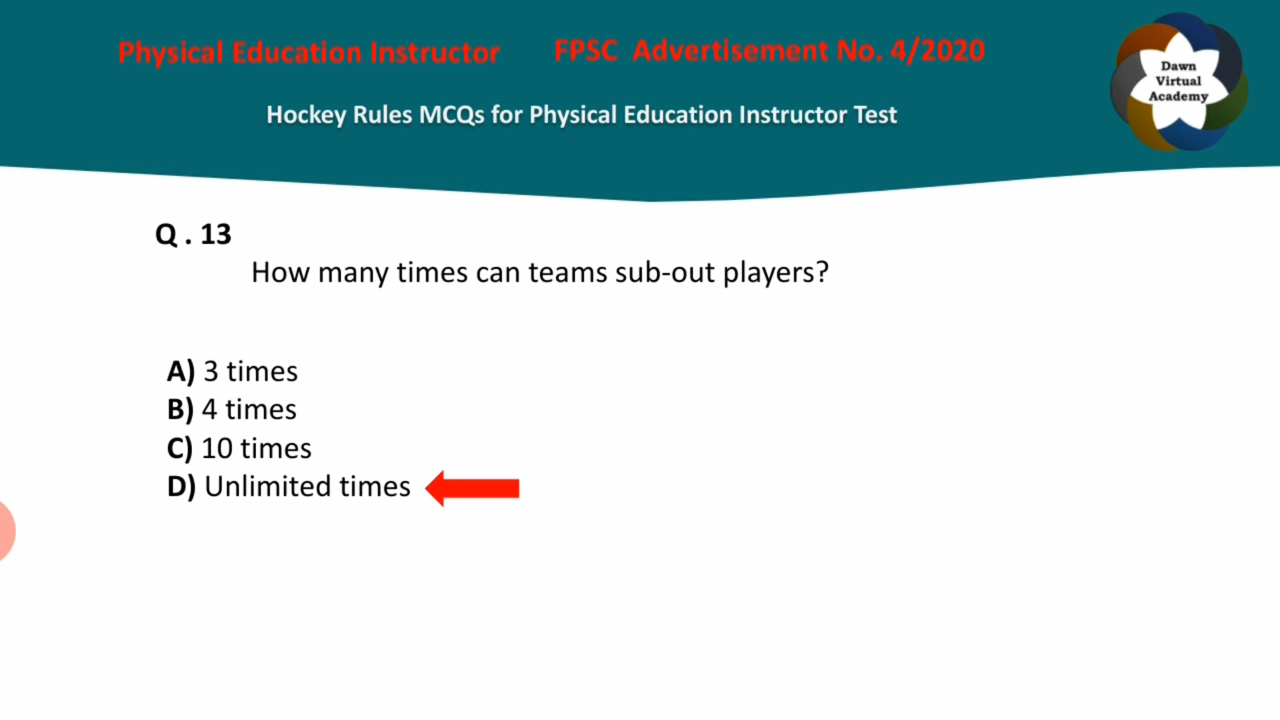 Physical Education Instructor FPSC Advertisement No. 4/2020
Dawn
Virtual
Academy
Hockey Rules MCQs for Physical Education Instructor Test
Q . 13
How many times can teams sub-out players?
A) 3 times
B) 4 times
C) 10 times
D) Unlimited times